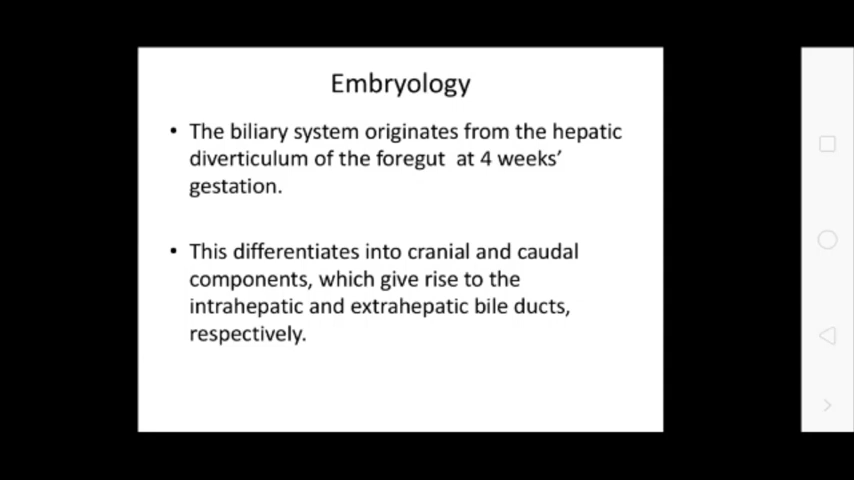 Embryology
• The biliary system originates from the hepatic
diverticulum of the foregut at 4 weeks’
gestation.
• This differentiates into cranial and caudal
components, which give rise to the
intrahepatic and extrahepatic bile ducts,
respectively.